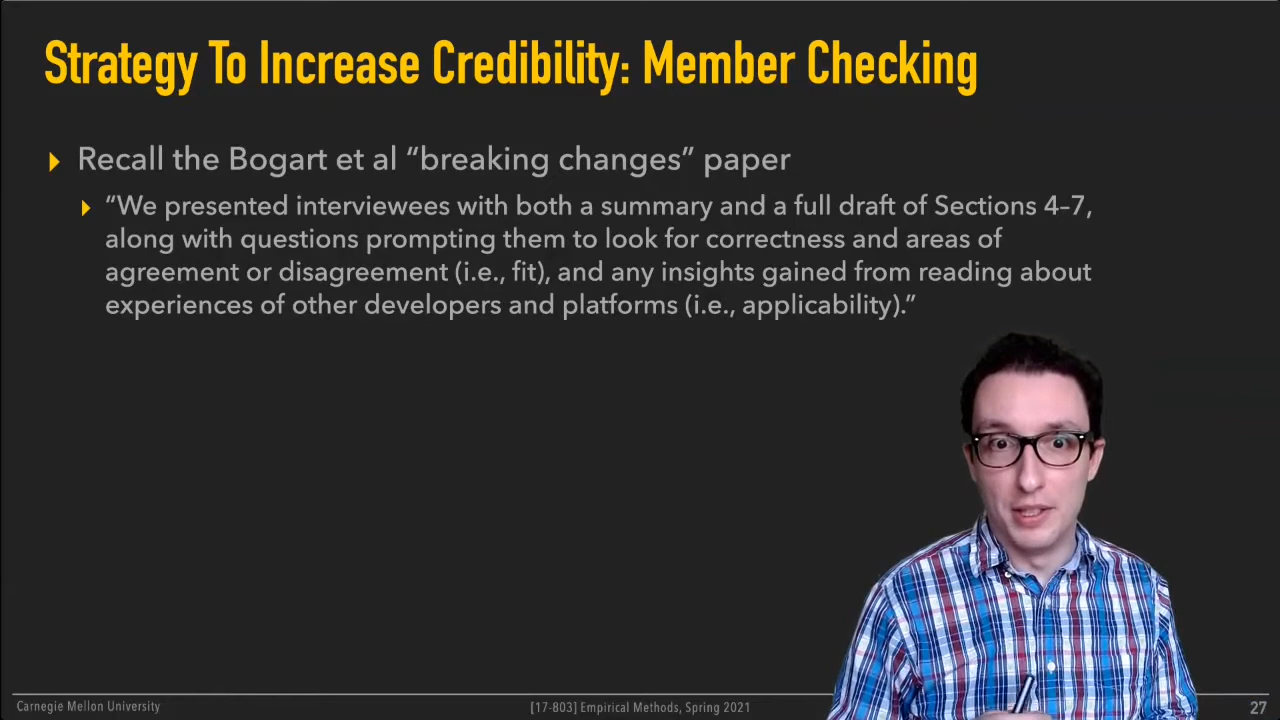 Strategy To Increase Credibility: Member Checking
Recall the Bogart et al “breaking changes” paper
“We presented interviewees with both a summary and a full draft of Sections 4–7,
along with questions prompting them to look for correctness and areas of
agreement or disagreement (i.e., fit), and any insights gained from reading about
experiences of other developers and platforms (i.e., applicability).”
Carnegie Mellon University
[17-803] Empirical Methods, Spring 2021
27